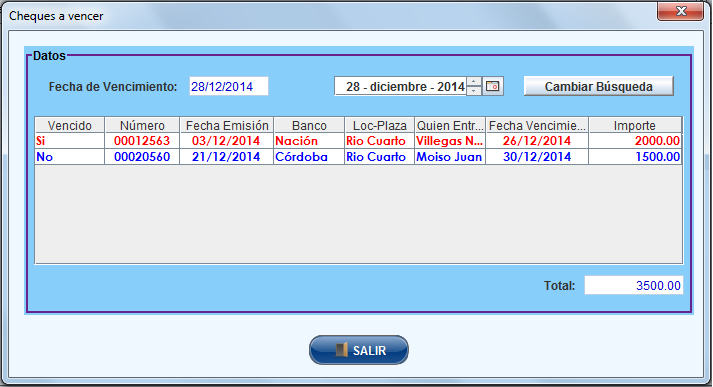 Cheques a vencer
Datos
Fecha de Vencimiento: 28/12/2014 28 - diciembre - 2014 Cambiar Búsqueda
Vencido Número Fecha Emisión Banco Loc-Plaza Quien Entr... Fecha Vencimie... Importe
Si 00012563 03/12/2014 Nación Rio Cuarto Villegas N... 26/12/2014 2000.00
No 00020560 21/12/2014 Córdoba Rio Cuarto Moiso Juan 30/12/2014 1500.00
Total: 3500.00
SALIR